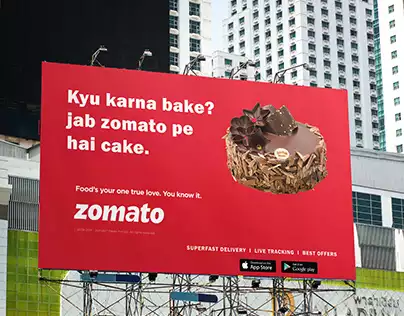 Kyu karna bake?
jab zomato pe
hai cake.
Food's your one true love. You know it.
zomato
SUPERFAST DELIVERY | LIVE TRACKING | BEST OFFERS
App Store
Google play